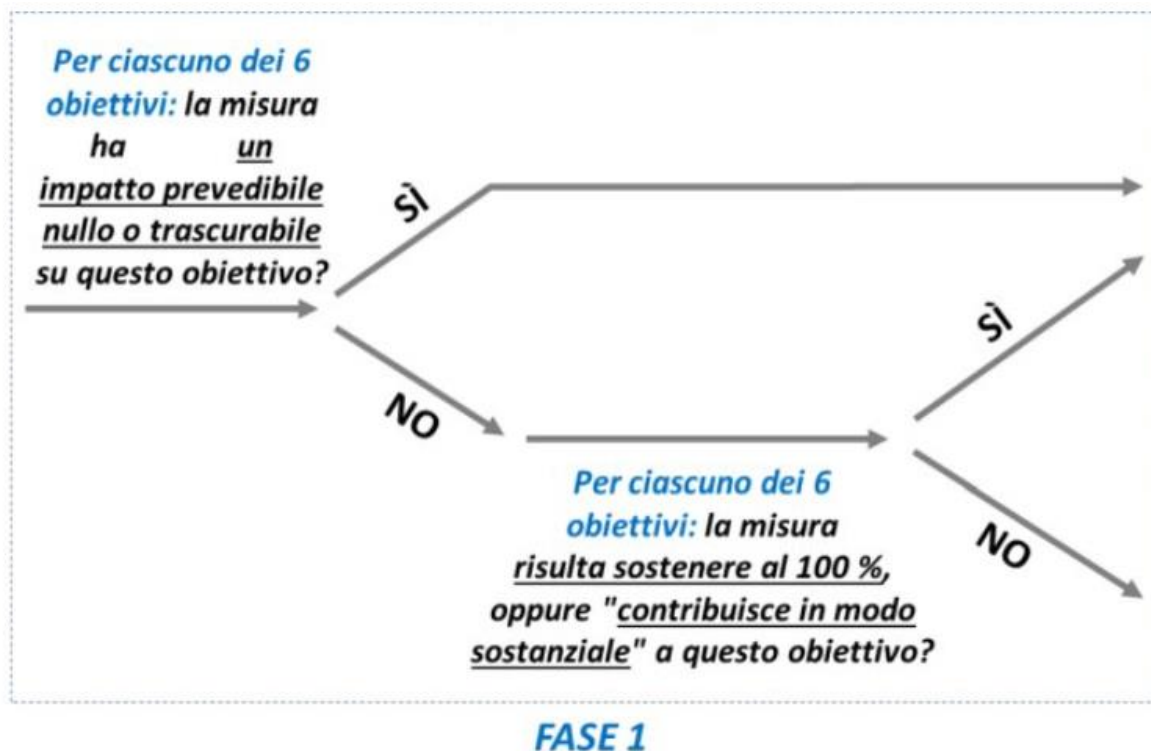 Per ciascuno dei 6
obiettivi: la misura
ha un
impatto prevedibile
nullo o trascurabile
su questo obiettivo?
SÌ
NO
SÌ
Per ciascuno dei 6
obiettivi: la misura
risulta sostenere al 100 %,
oppure "contribuisce in modo
sostanziale" a questo obiettivo?
NO
FASE 1